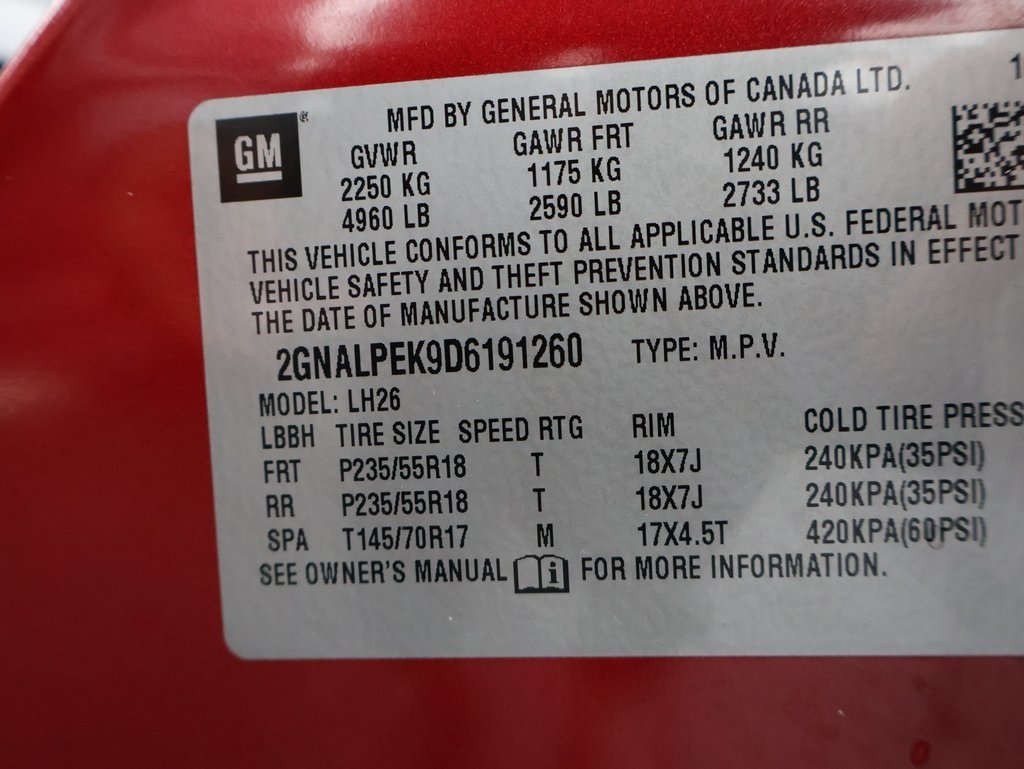 GM ®
MFD BY GENERAL MOTORS OF CANADA LTD.
GVWR GAWR FRT GAWR RR
2250 KG 1175 KG 1240 KG
4960 LB 2590 LB 2733 LB
THIS VEHICLE CONFORMS TO ALL APPLICABLE U.S. FEDERAL MOT
VEHICLE SAFETY AND THEFT PREVENTION STANDARDS IN EFFECT
THE DATE OF MANUFACTURE SHOWN ABOVE.
2GNALPEK9D6191260 TYPE: M.P.V.
MODEL: LH26
LBBH TIRE SIZE SPEED RTG RIM COLD TIRE PRESS
FRT P235/55R18 T 18X7J 240KPA(35PSI)
RR P235/55R18 T 18X7J 240KPA(35PSI)
SPA T145/70R17 M 17X4.5T 420KPA(60PSI)
SEE OWNER'S MANUAL i FOR MORE INFORMATION.